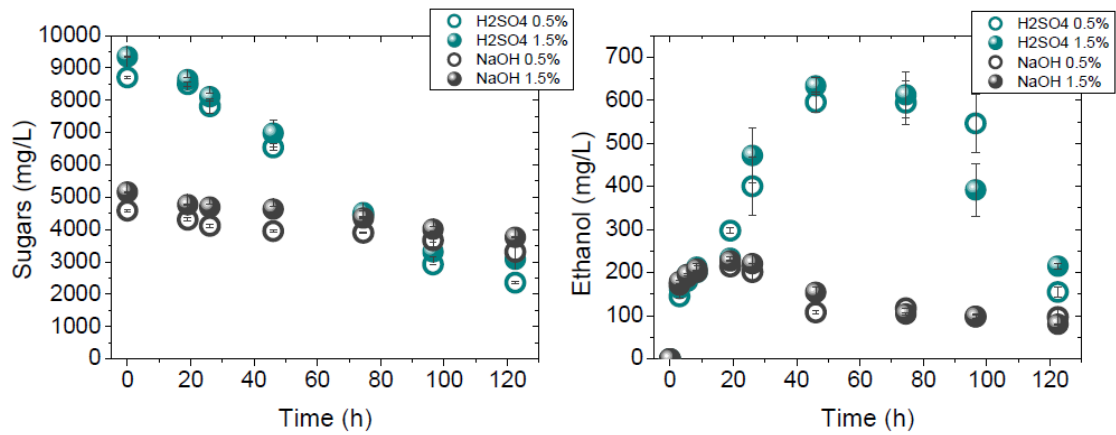 H2SO4 0.5%
H2SO4 1.5%
NaOH 0.5%
NaOH 1.5%
10000
9000
8000
7000
6000
5000
4000
3000
2000
1000
0
Sugars (mg/L)
0 20 40 60 80 100 120
Time (h)
H2SO4 0.5%
H2SO4 1.5%
NaOH 0.5%
NaOH 1.5%
700
600
500
400
300
200
100
0
Ethanol (mg/L)
0 20 40 60 80 100 120
Time (h)